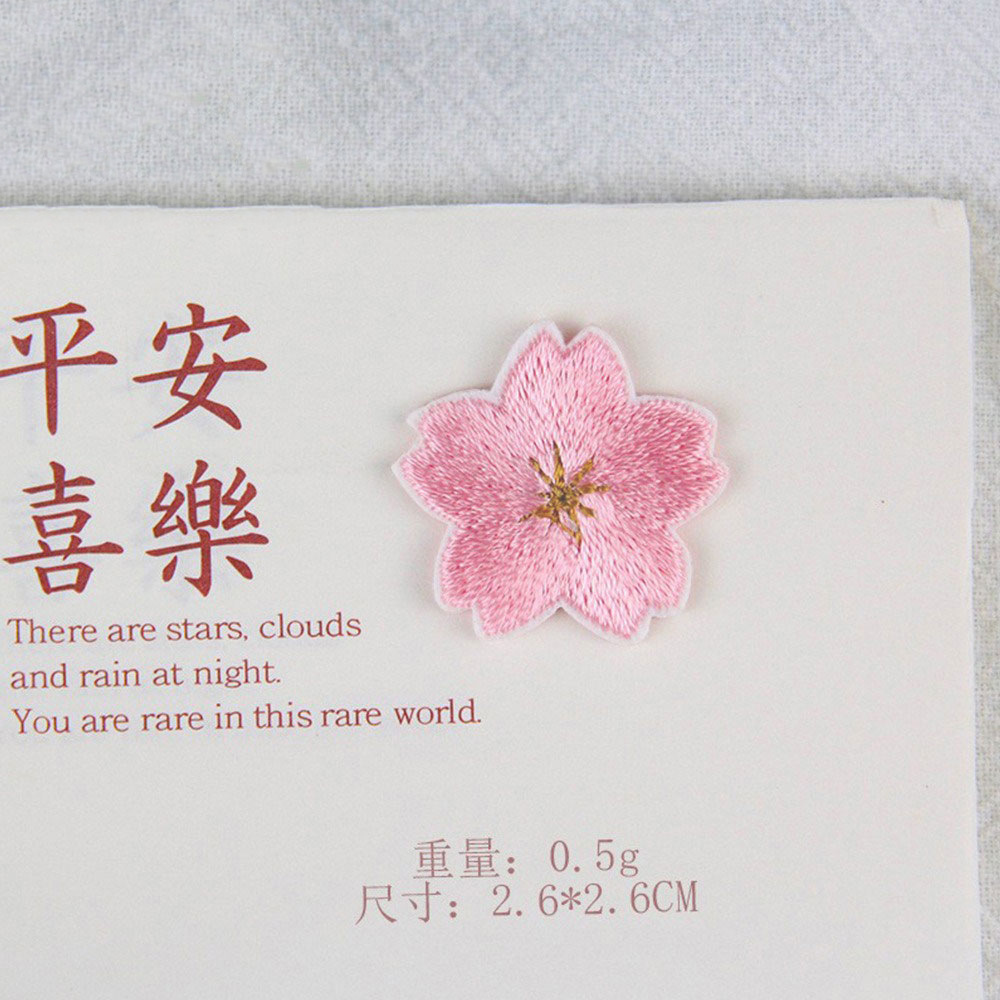 平安
喜樂
There are stars, clouds
and rain at night.
You are rare in this rare world.
重量：0.5g
尺寸：2.6*2.6CM